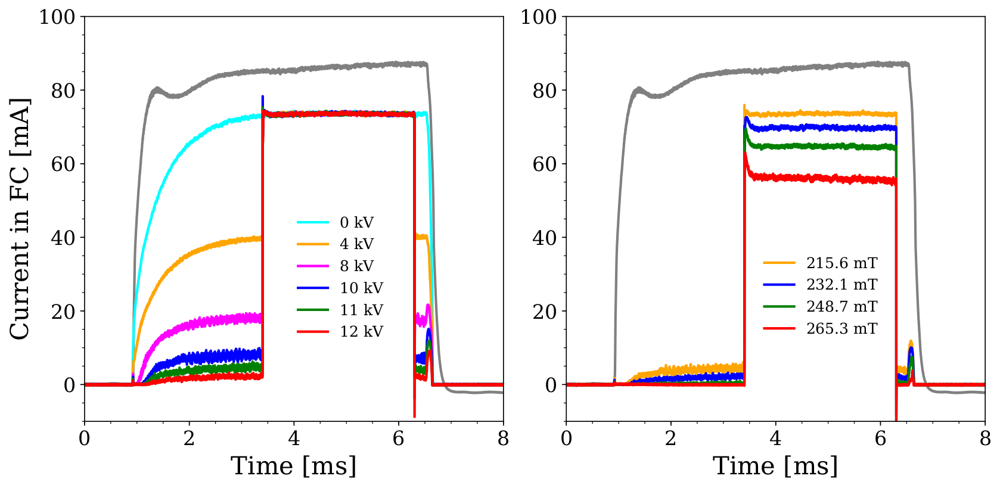 Current in FC [mA]
100
80
60
40
20
0
0 kV
4 kV
8 kV
10 kV
11 kV
12 kV
0 2 4 6 8
Time [ms]
100
80
60
40
20
0
215.6 mT
232.1 mT
248.7 mT
265.3 mT
0 2 4 6 8
Time [ms]